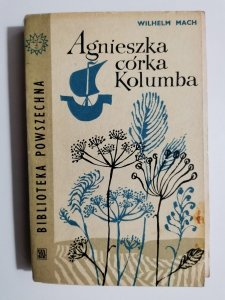 WILHELM MACH
Agnieszka
córka
Kolumba
BIBLIOTEKA POWSZECHNA